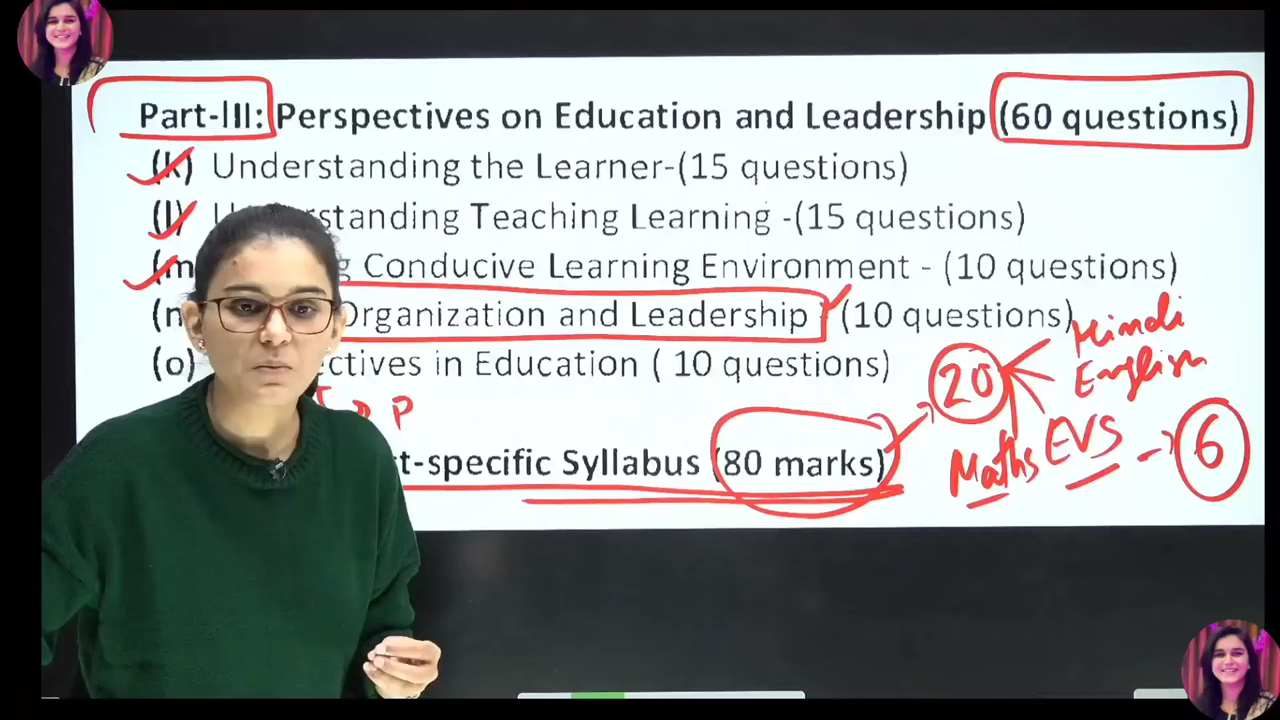 Part-III: Perspectives on Education and Leadership (60 questions)
(k) Understanding the Learner-(15 questions)
(l) Understanding Teaching Learning -(15 questions)
(m g Conducive Learning Environment - (10 questions)
(n Organization and Leadership (10 questions)
(o) ectives in Education ( 10 questions)
t-specific Syllabus (80 marks)
20
Hindi
English
Maths EVS
6